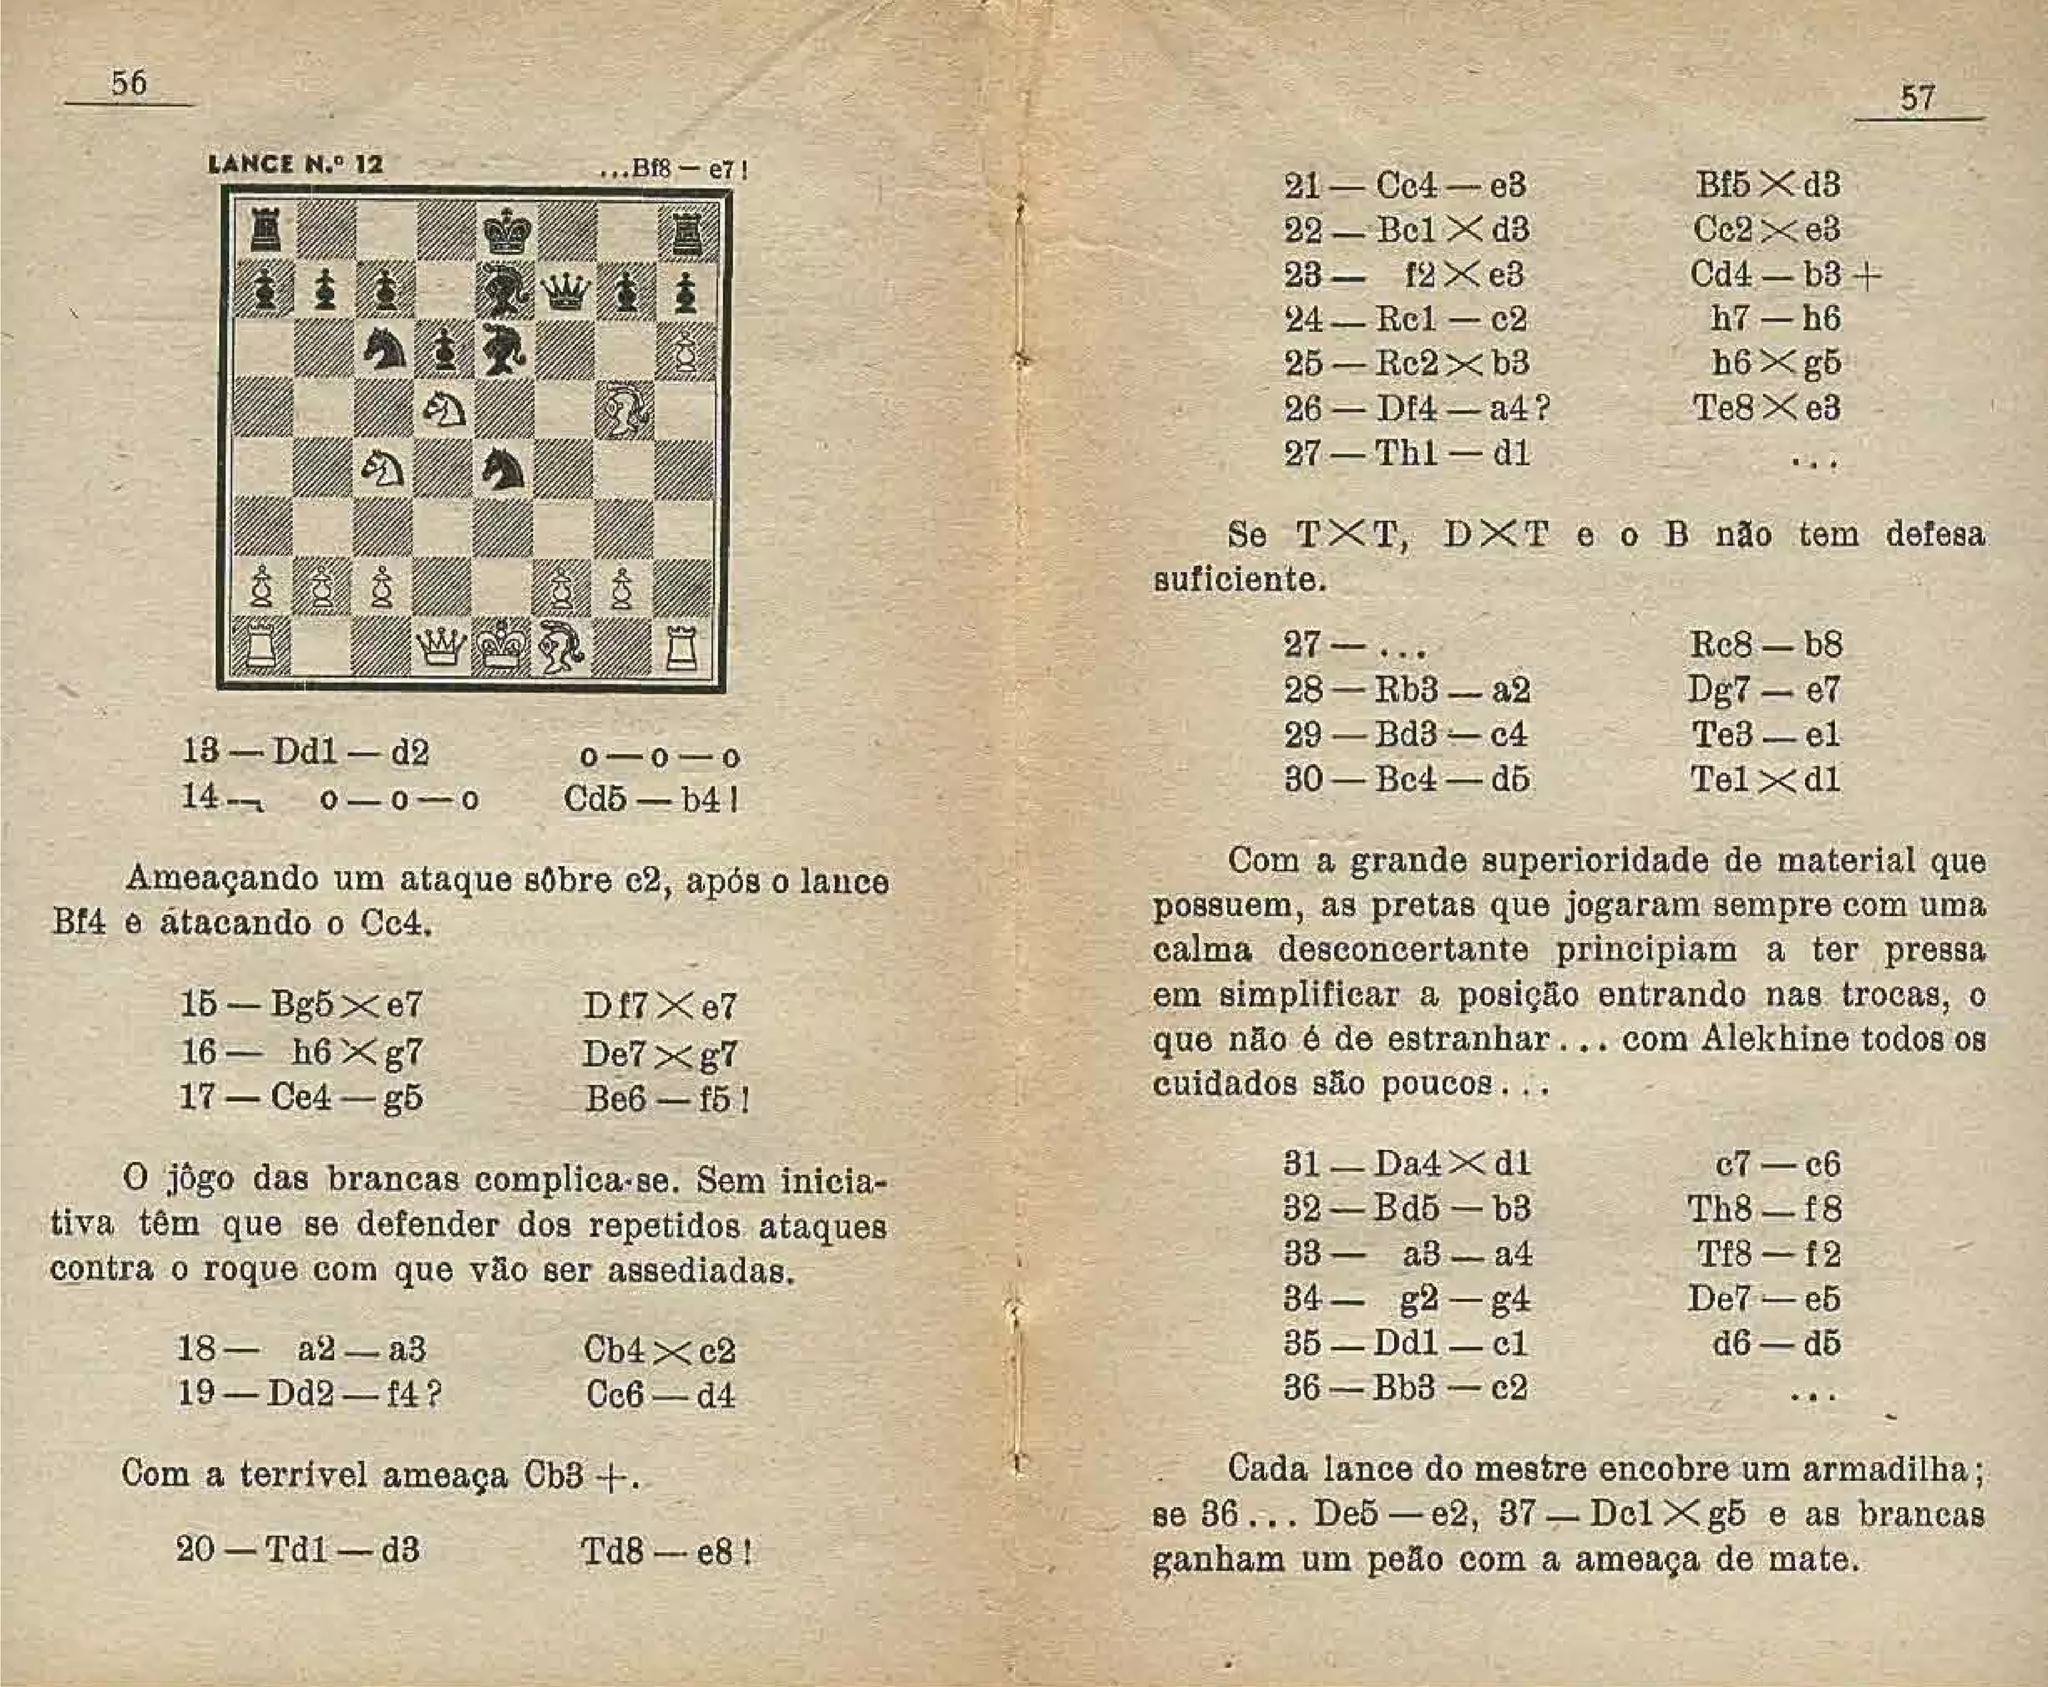 56
LANCE N.º 12 ...Bf8 — e7!
13 — Dd1 — d2 o — o — o
14 — o — o — o Cd5 — b4!
Ameaçando um ataque sôbre c2, após o lance
Bf4 e atacando o Cc4.
15 — Bg5 × e7 Df7 × e7
16 — h6 × g7 De7 × g7
17 — Ce4 — g5 Be6 — f5!
O jôgo das brancas complica-se. Sem inicia-
tiva têm que se defender dos repetidos ataques
contra o roque com que vão ser assediadas.
18 — a2 — a3 Cb4 × c2
19 — Dd2 — f4? Cc6 — d4
Com a terrível ameaça Cb3 +.
20 — Td1 — d3 Td8 — e8!
57
21 — Cc4 — e3 Bf5 × d3
22 — Bc1 × d3 Cc2 × e3
23 — f2 × e3 Cd4 — b3 +
24 — Rc1 — c2 h7 — h6
25 — Rc2 × b3 h6 × g5
26 — Df4 — a4? Te8 × e3
27 — Th1 — d1 ...
Se T × T, D × T e o B não tem defesa
suficiente.
27 — ... Rc8 — b8
28 — Rb3 — a2 Dg7 — e7
29 — Bd3 — c4 Te3 — e1
30 — Bc4 — d5 Te1 × d1
Com a grande superioridade de material que
possuem, as pretas que jogaram sempre com uma
calma desconcertante principiam a ter pressa
em simplificar a posição entrando nas trocas, o
que não é de estranhar... com Alekhine todos os
cuidados são poucos...
31 — Da4 × d1 c7 — c6
32 — Bd5 — b3 Th8 — f8
33 — a3 — a4 Tf8 — f2
34 — g2 — g4 De7 — e5
35 — Dd1 — c1 d6 — d5
36 — Bb3 — c2 ...
Cada lance do mestre encobre um armadilha;
se 36... De5 — e2, 37 — Dc1 × g5 e as brancas
ganham um peão com a ameaça de mate.